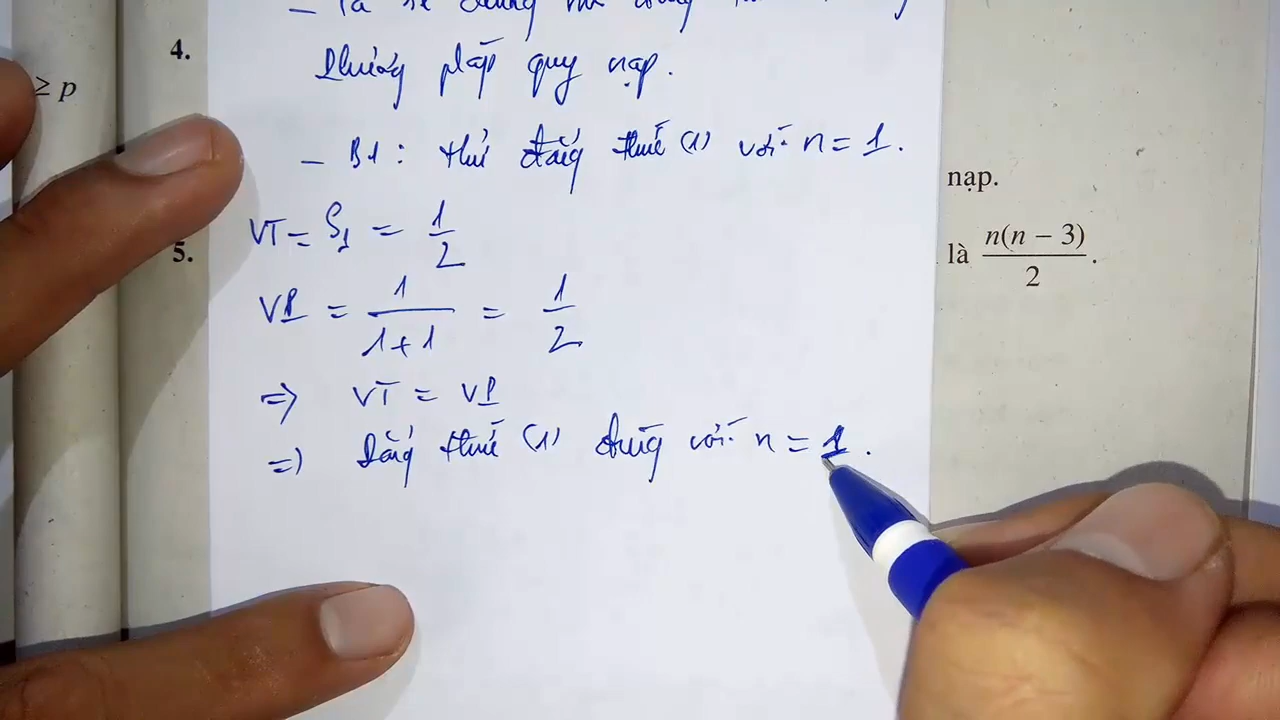 4.
≥ p
phương pháp quy nạp.
- B1: thử đẳng thức (1) với n = 1.
nạp.
VT = S₁ = 1/2
5.
là n(n − 3)/2.
VP = 1/(1+1) = 1/2
=> VT = VP
=> Đẳng thức (1) đúng với n = 1.